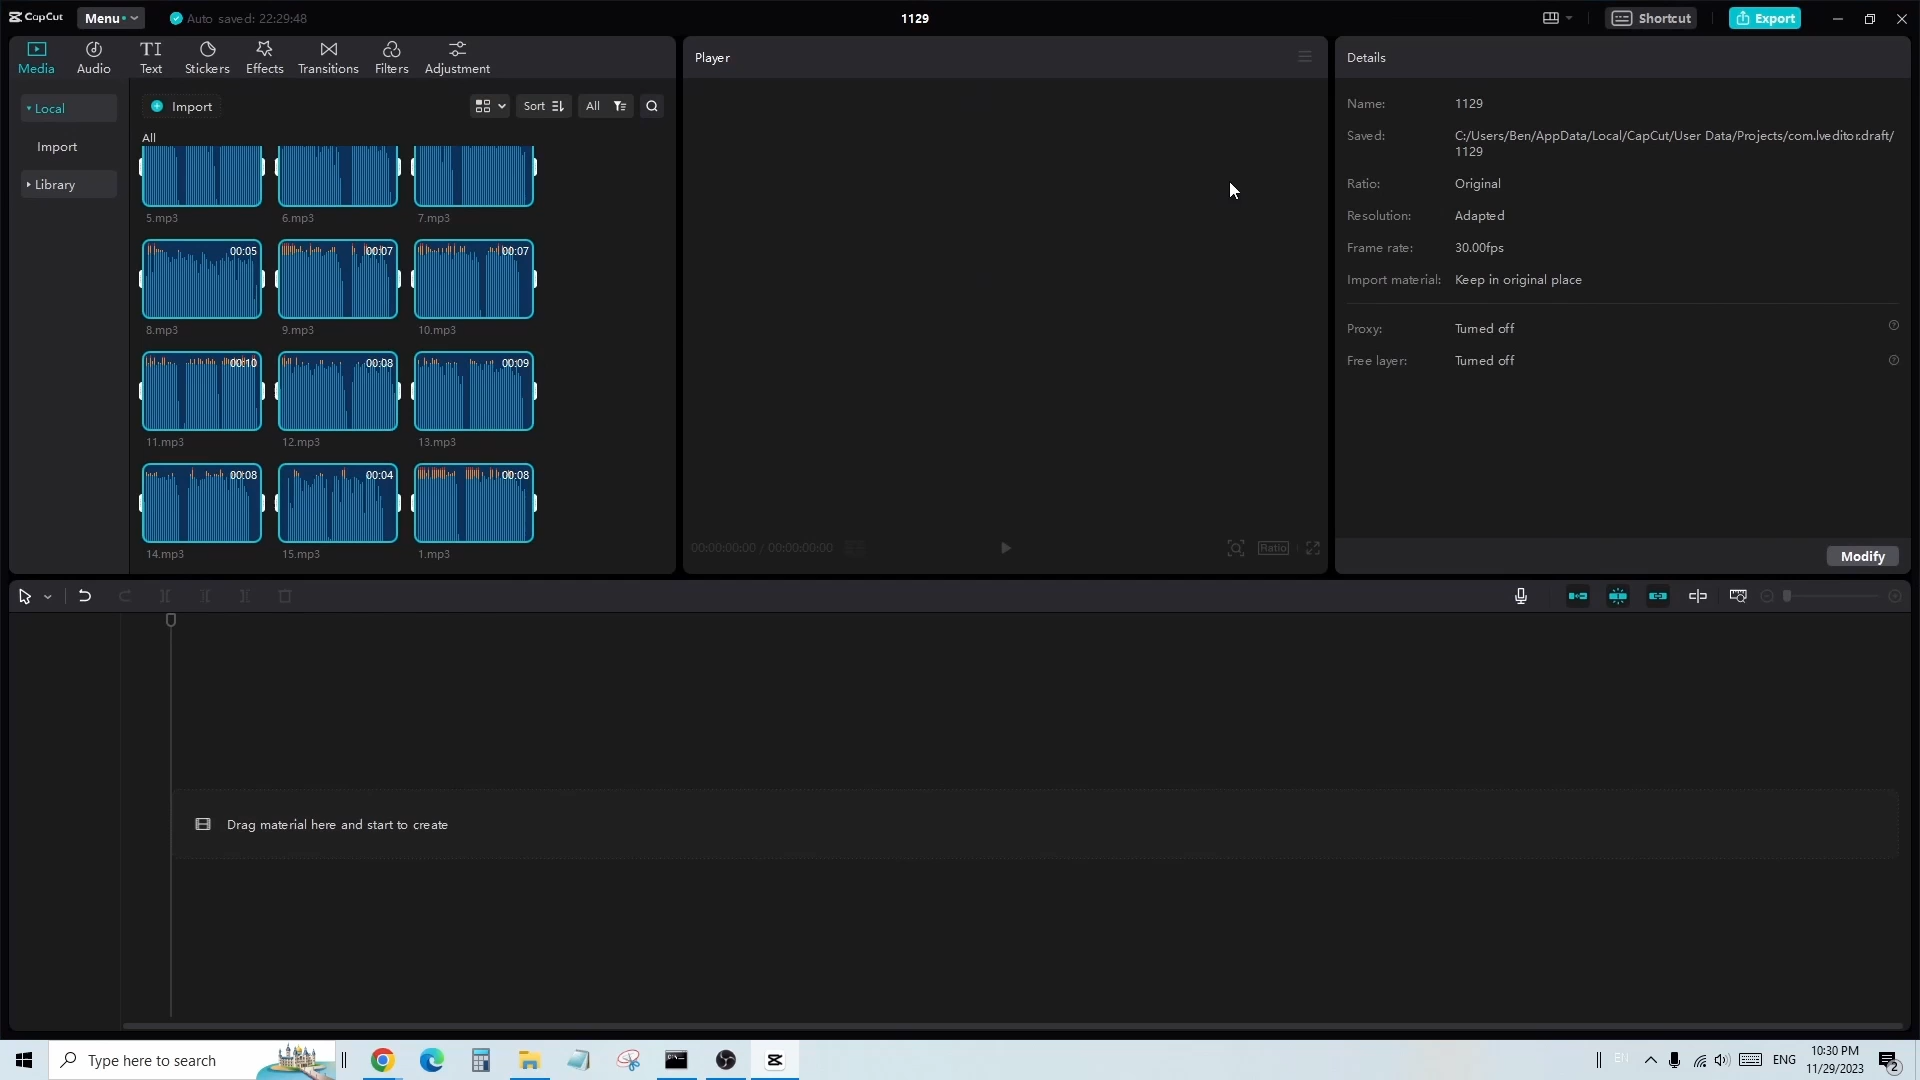 CapCut
Menu
Auto saved: 22:29:48
1129
Shortcut
Export
Media
Audio
TI
Text
Stickers
Effects
Transitions
Filters
Adjustment
Player
Details
Local
Import
Library
Import
Sort
All
All
5.mp3
6.mp3
7.mp3
00:05
00:07
00:07
8.mp3
9.mp3
10.mp3
00:10
00:08
00:09
11.mp3
12.mp3
13.mp3
00:08
00:04
00:08
14.mp3
15.mp3
1.mp3
00:00:00:00 / 00:00:00:00
Ratio
Name: 1129
Saved: C:/Users/Ben/AppData/Local/CapCut/User Data/Projects/com.lveditor.draft/
1129
Ratio: Original
Resolution: Adapted
Frame rate: 30.00fps
Import material: Keep in original place
Proxy: Turned off
Free layer: Turned off
Modify
Drag material here and start to create
Type here to search
EN
ENG
10:30 PM
11/29/2023
2